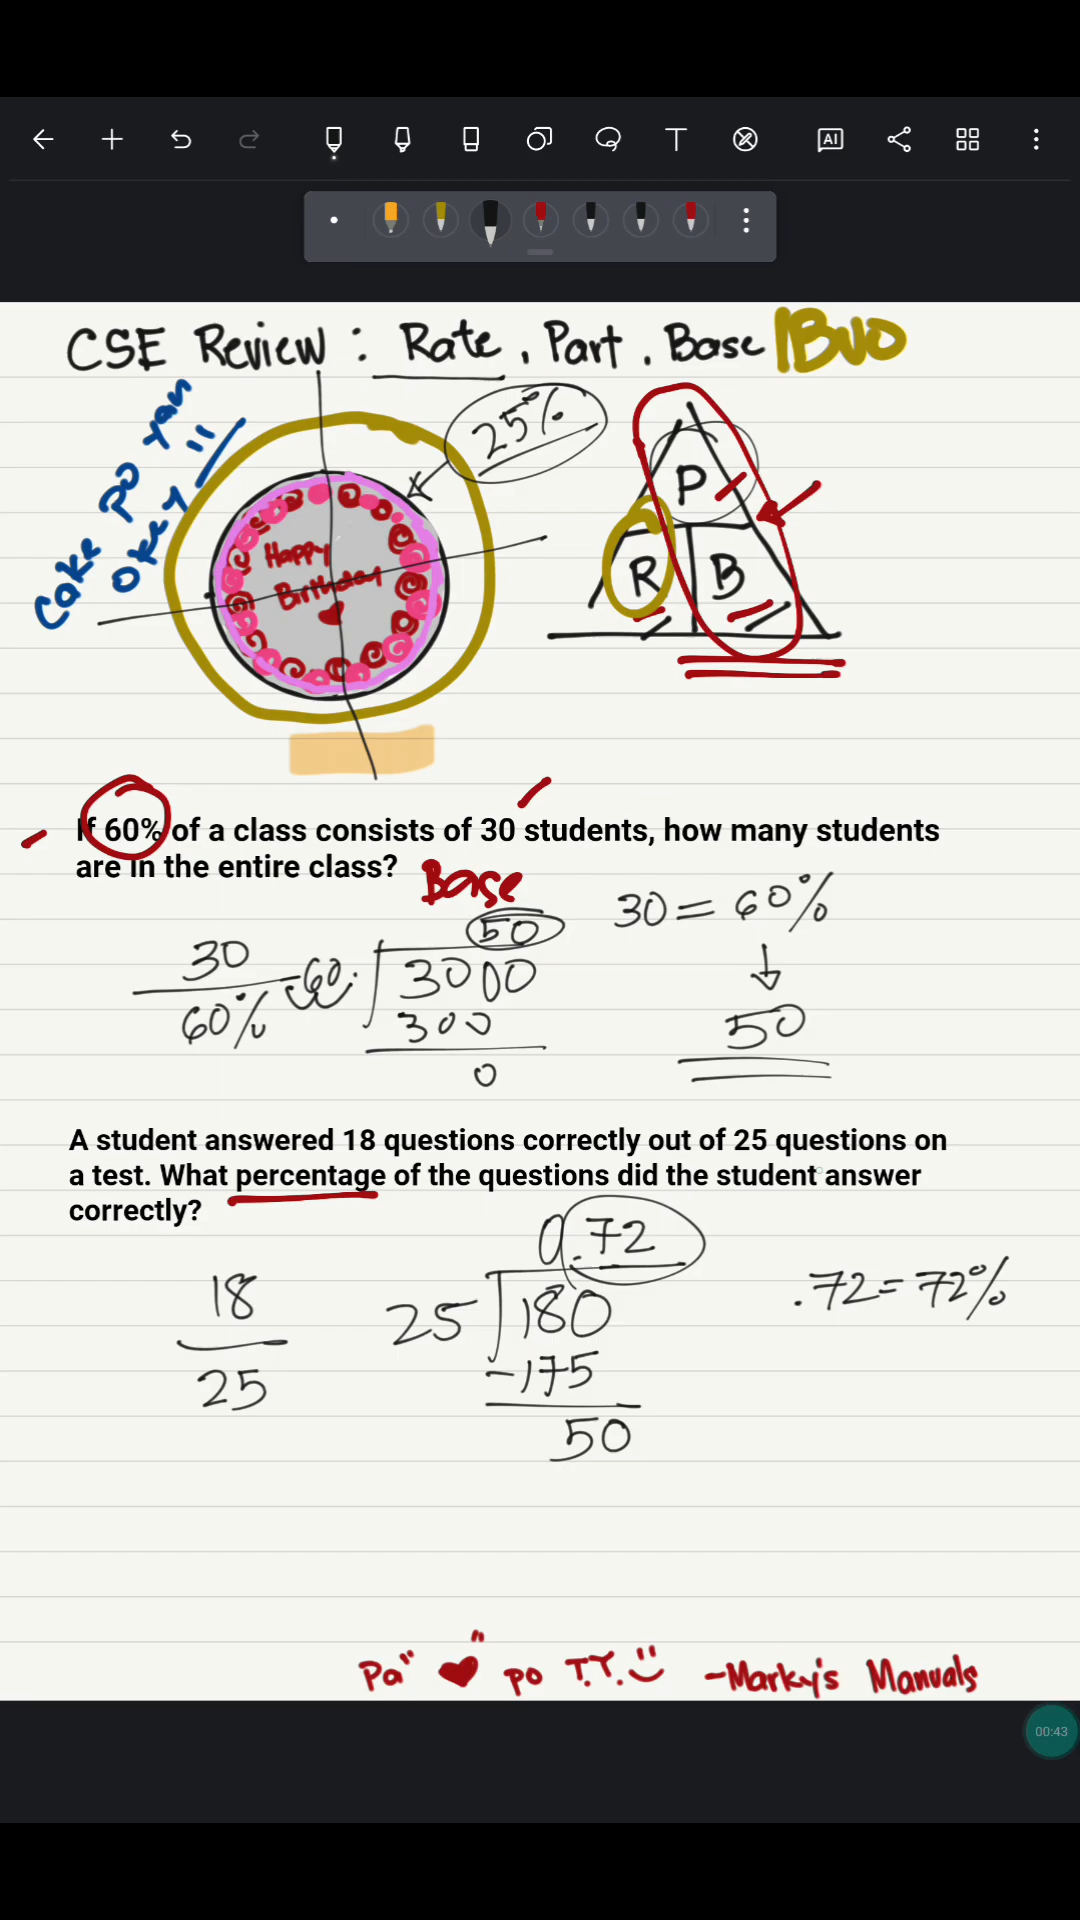 CSE Review : Rate, Part, Base | BUO
Cake po yan
okay !!
25%
Happy
Birthday
P
R
B
If 60% of a class consists of 30 students, how many students
are in the entire class?
Base
50
30 = 60%
30
.60.
3000
60%
300
50
0
A student answered 18 questions correctly out of 25 questions on
a test. What percentage of the questions did the student answer
correctly?
0.72
18
25
180
.72 = 72%
25
-175
50
Pa" ❤" po T.Y. -Marky's Manuals
00:43